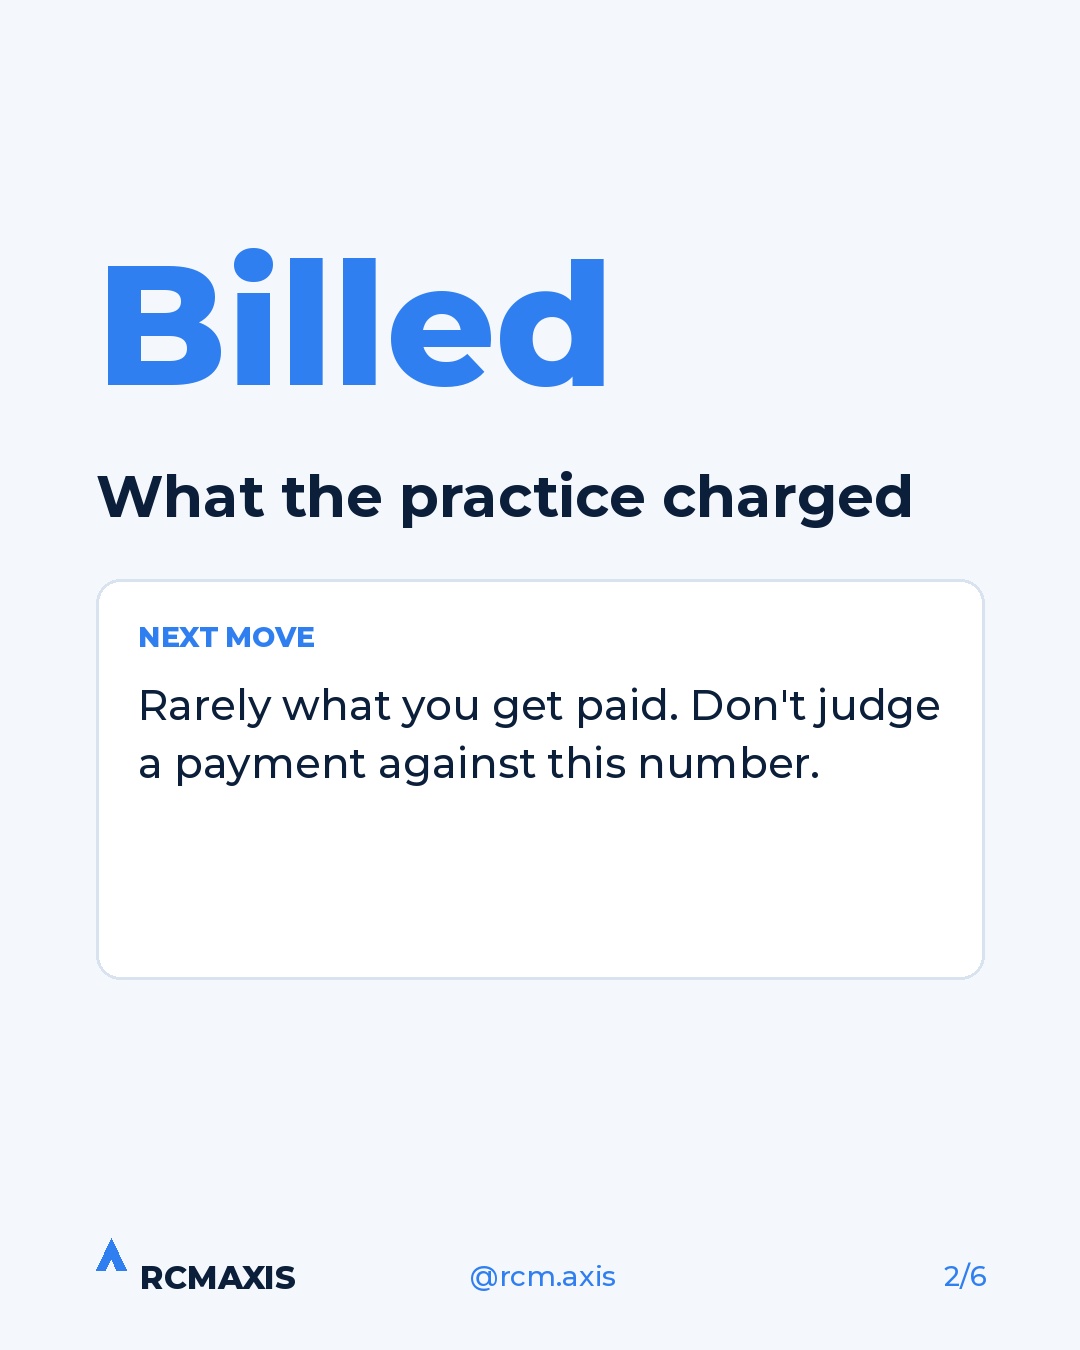 Billed
What the practice charged
NEXT MOVE
Rarely what you get paid. Don't judge
a payment against this number.
RCMAXIS
@rcm.axis
2/6